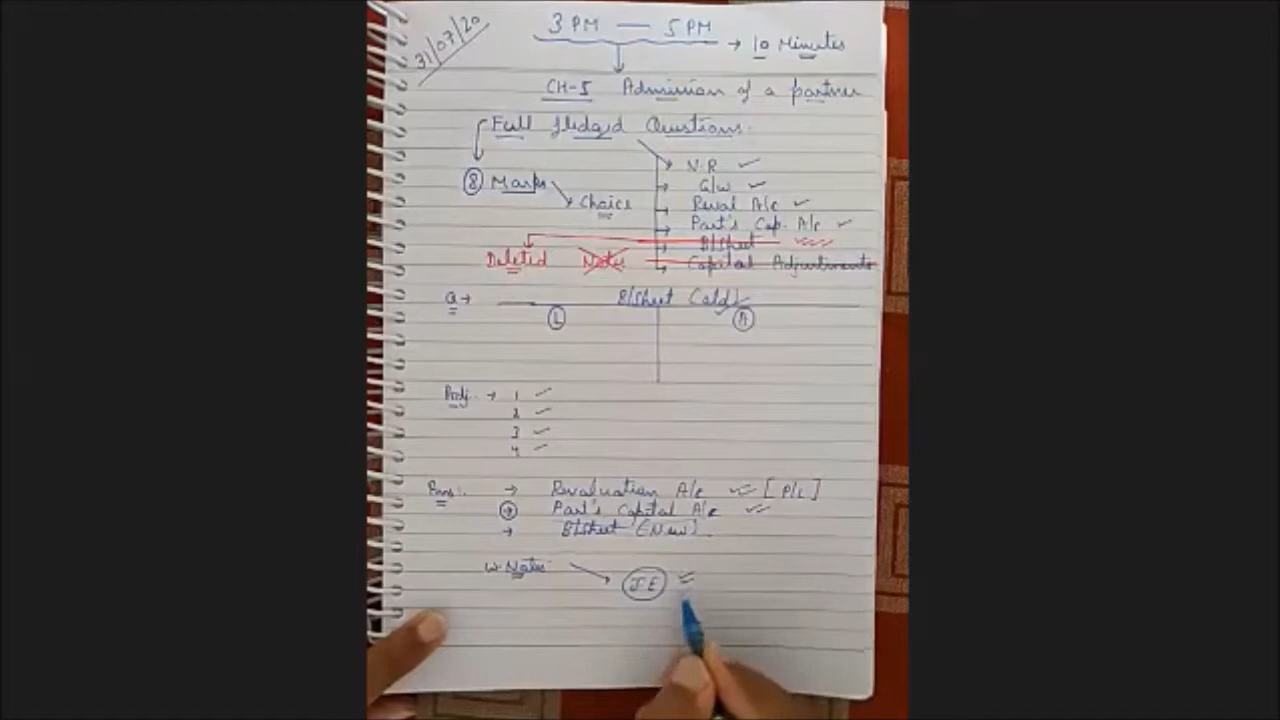 31/07/20
3 PM — 5 PM
→ 10 Minutes
CH-5 Admission of a partner
Full fledged Questions.
8 Marks
Choice
N.R
G/w
Reval A/c
Part's Cap. A/c
B/Sheet
Capital Adjustments
Deleted Note
Q → B/Sheet (old)
L A
Adj. → 1
2
3
4
Ans: → Revaluation A/c [P/L]
→ Part's Capital A/c
→ B/Sheet (New).
W. Notes
J.E